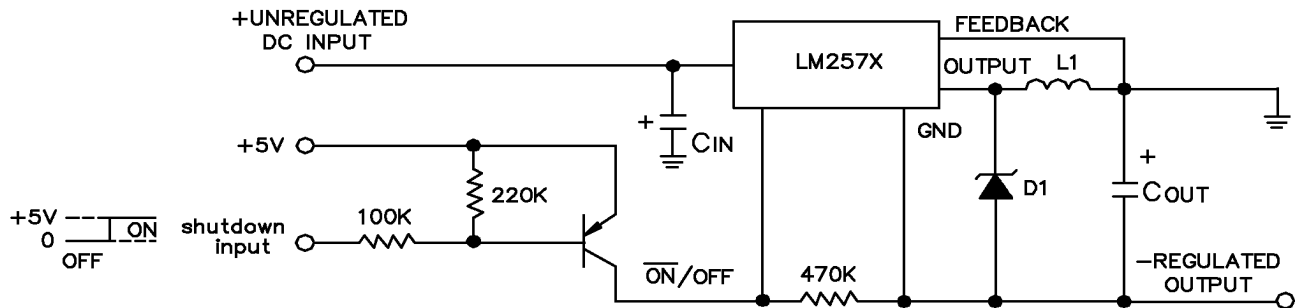 +UNREGULATED
DC INPUT
LM257X
FEEDBACK
OUTPUT
L1
+
CIN
GND
+5V
220K
D1
+
COUT
+5V
ON
0
OFF
shutdown
input
100K
O̅N̅/OFF
470K
−REGULATED
OUTPUT